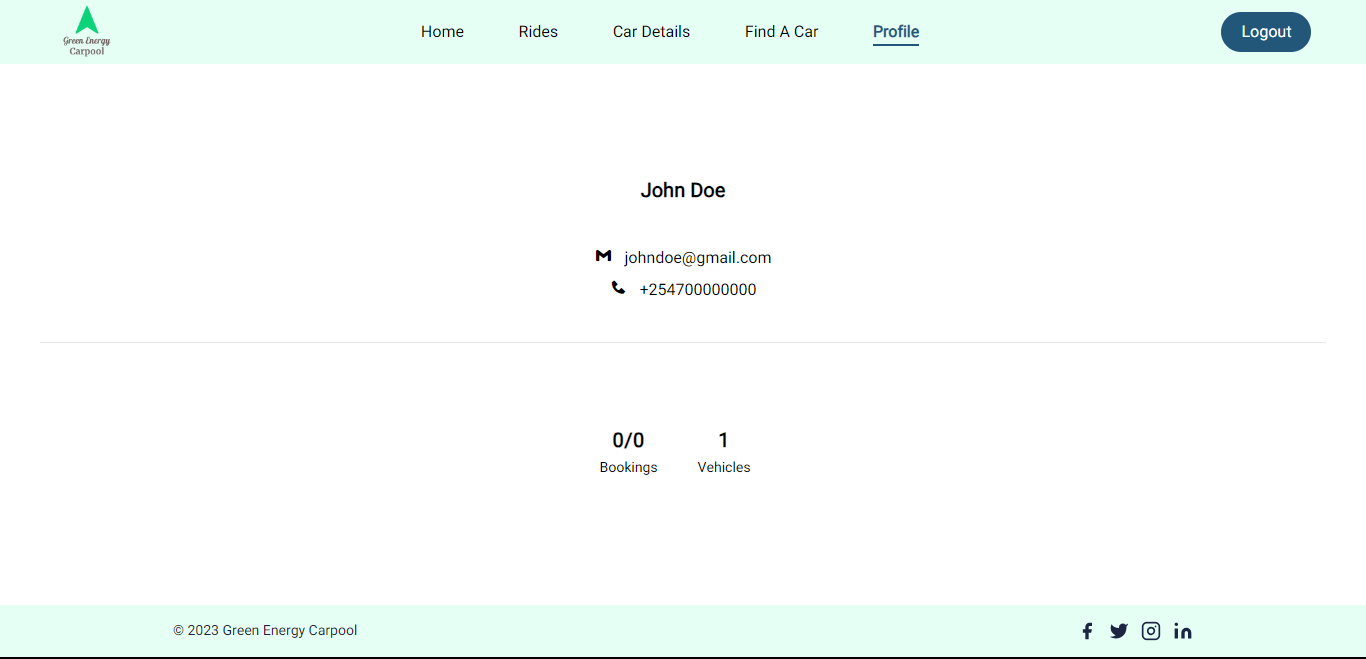 Green Energy
Carpool
Home Rides Car Details Find A Car Profile Logout
John Doe
johndoe@gmail.com
+254700000000
0/0 1
Bookings Vehicles
© 2023 Green Energy Carpool